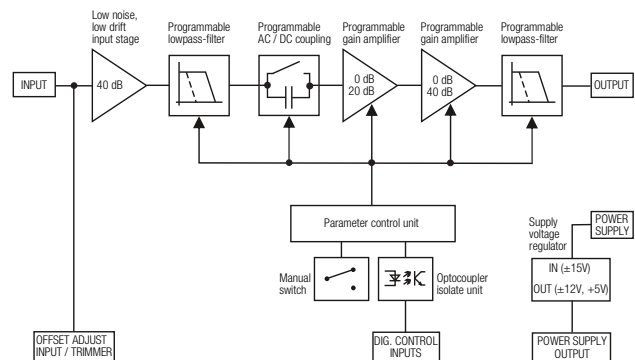 Low noise,
low drift
input stage
Programmable
lowpass-filter
Programmable
AC / DC coupling
Programmable
gain amplifier
Programmable
gain amplifier
Programmable
lowpass-filter
INPUT
40 dB
0 dB
20 dB
0 dB
40 dB
OUTPUT
Parameter control unit
Manual
switch
Optocoupler
isolate unit
Supply
voltage
regulator
POWER
SUPPLY
IN (±15V)
OUT (±12V, +5V)
OFFSET ADJUST
INPUT / TRIMMER
DIG. CONTROL
INPUTS
POWER SUPPLY
OUTPUT